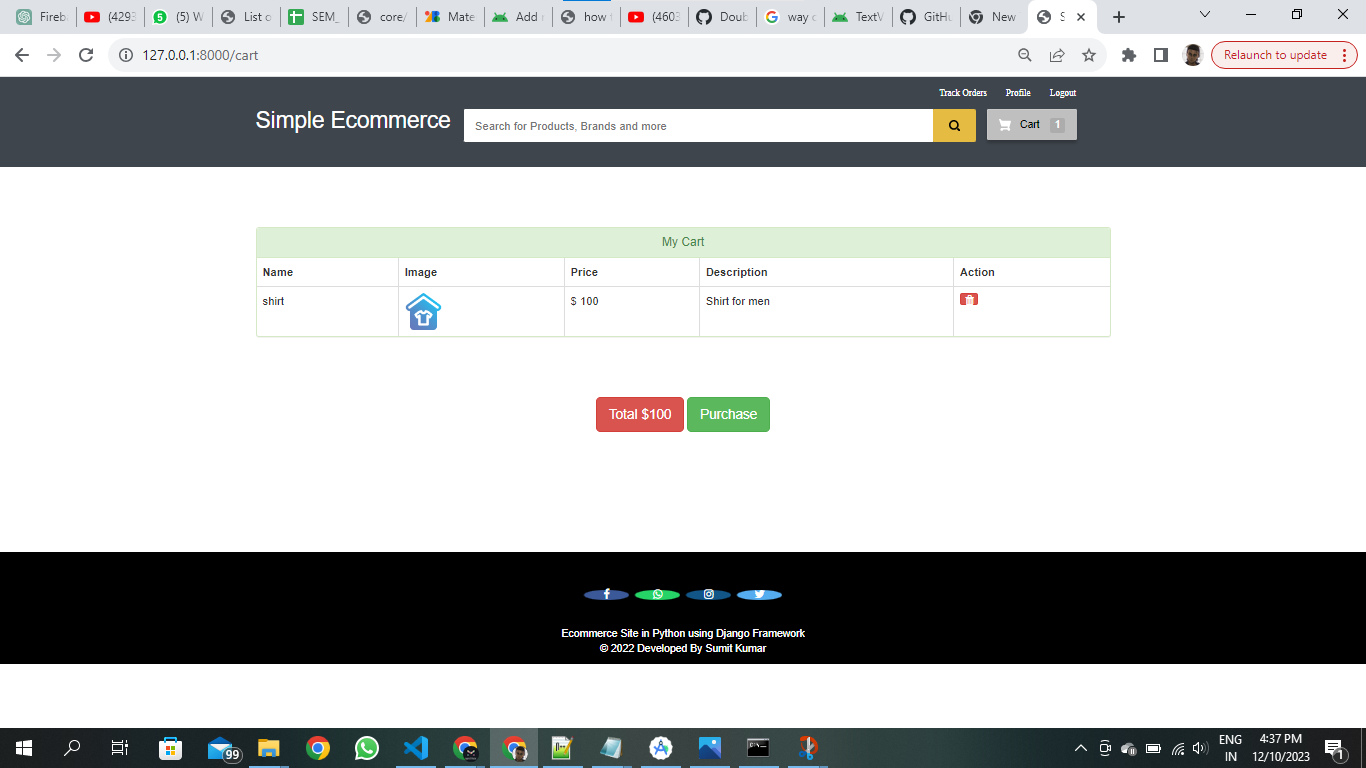 Fireb
(4293
(5) W
List o
SEM_
core/
Mate
Add
how
(4603
Doub
way
TextV
GitHu
New
127.0.0.1:8000/cart
Relaunch to update
Track Orders Profile Logout
Simple Ecommerce
Search for Products, Brands and more
Cart 1
My Cart
Name Image Price Description Action
shirt $ 100 Shirt for men
Total $100 Purchase
Ecommerce Site in Python using Django Framework
© 2022 Developed By Sumit Kumar
99
ENG
IN
4:37 PM
12/10/2023
1